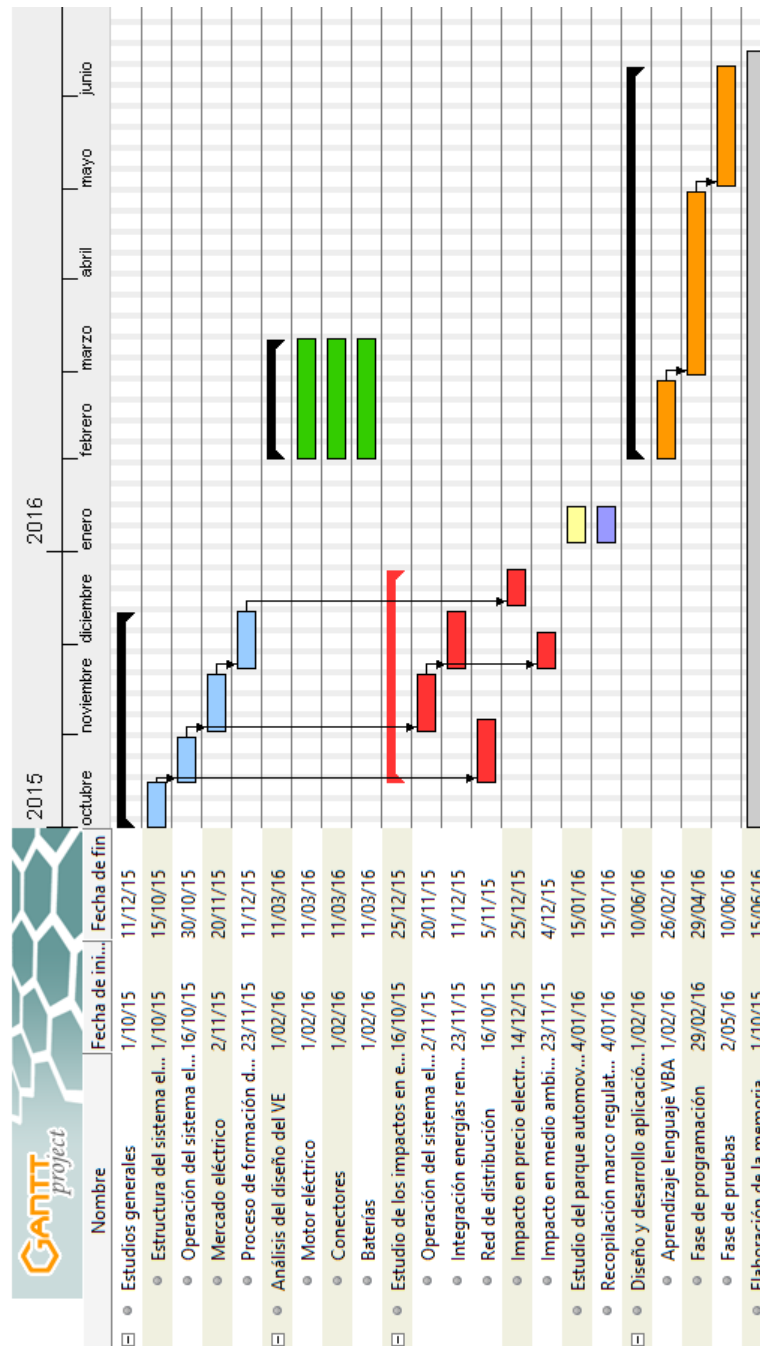 GANTT
project
2015 2016
Nombre Fecha de ini... Fecha de fin octubre noviembre diciembre enero febrero marzo abril mayo junio
Estudios generales 1/10/15 11/12/15
Estructura del sistema el... 1/10/15 15/10/15
Operación del sistema el... 16/10/15 30/10/15
Mercado eléctrico 2/11/15 20/11/15
Proceso de formación d... 23/11/15 11/12/15
Análisis del diseño del VE 1/02/16 11/03/16
Motor eléctrico 1/02/16 11/03/16
Conectores 1/02/16 11/03/16
Baterías 1/02/16 11/03/16
Estudio de los impactos en e... 16/10/15 25/12/15
Operación del sistema el... 2/11/15 20/11/15
Integración energías ren... 23/11/15 11/12/15
Red de distribución 16/10/15 5/11/15
Impacto en precio electr... 14/12/15 25/12/15
Impacto en medio ambi... 23/11/15 4/12/15
Estudio del parque automov... 4/01/16 15/01/16
Recopilación marco regulat... 4/01/16 15/01/16
Diseño y desarrollo aplicació... 1/02/16 10/06/16
Aprendizaje lenguaje VBA 1/02/16 26/02/16
Fase de programación 29/02/16 29/04/16
Fase de pruebas 2/05/16 10/06/16
Elaboración de la memoria 1/10/15 15/06/16